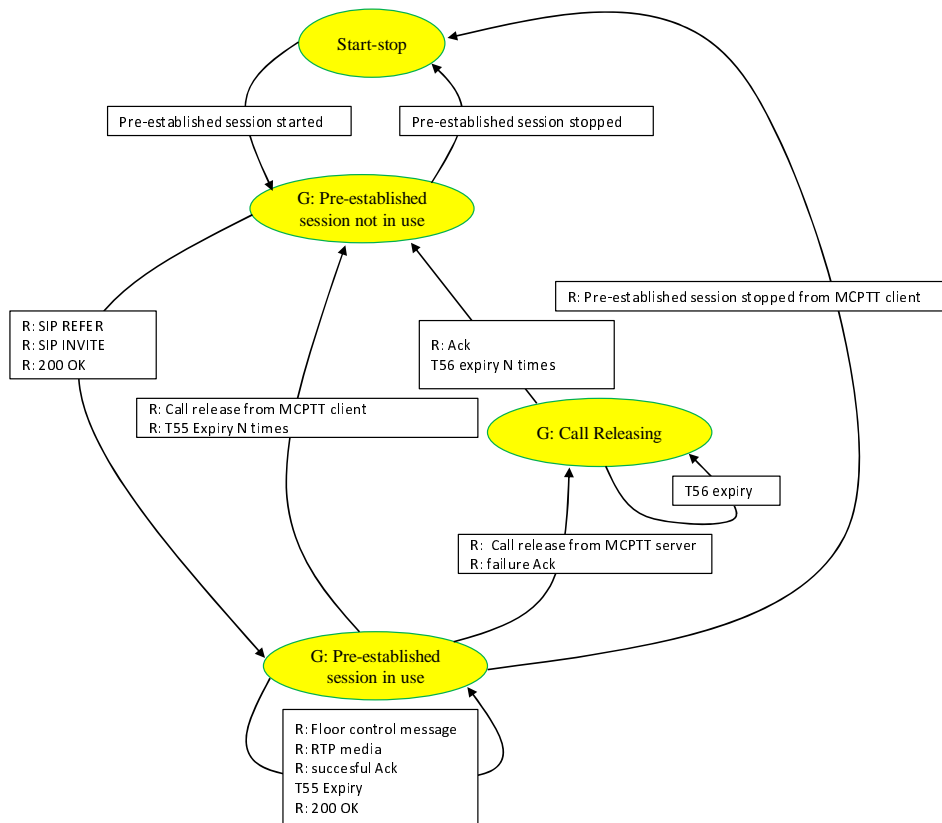 Start-stop
Pre-established session started
Pre-established session stopped
G: Pre-established
session not in use
R: Pre-established session stopped from MCPTT client
R: SIP REFER
R: SIP INVITE
R: 200 OK
R: Ack
T56 expiry N times
R: Call release from MCPTT client
R: T55 Expiry N times
G: Call Releasing
T56 expiry
R: Call release from MCPTT server
R: failure Ack
G: Pre-established
session in use
R: Floor control message
R: RTP media
R: succesful Ack
T55 Expiry
R: 200 OK